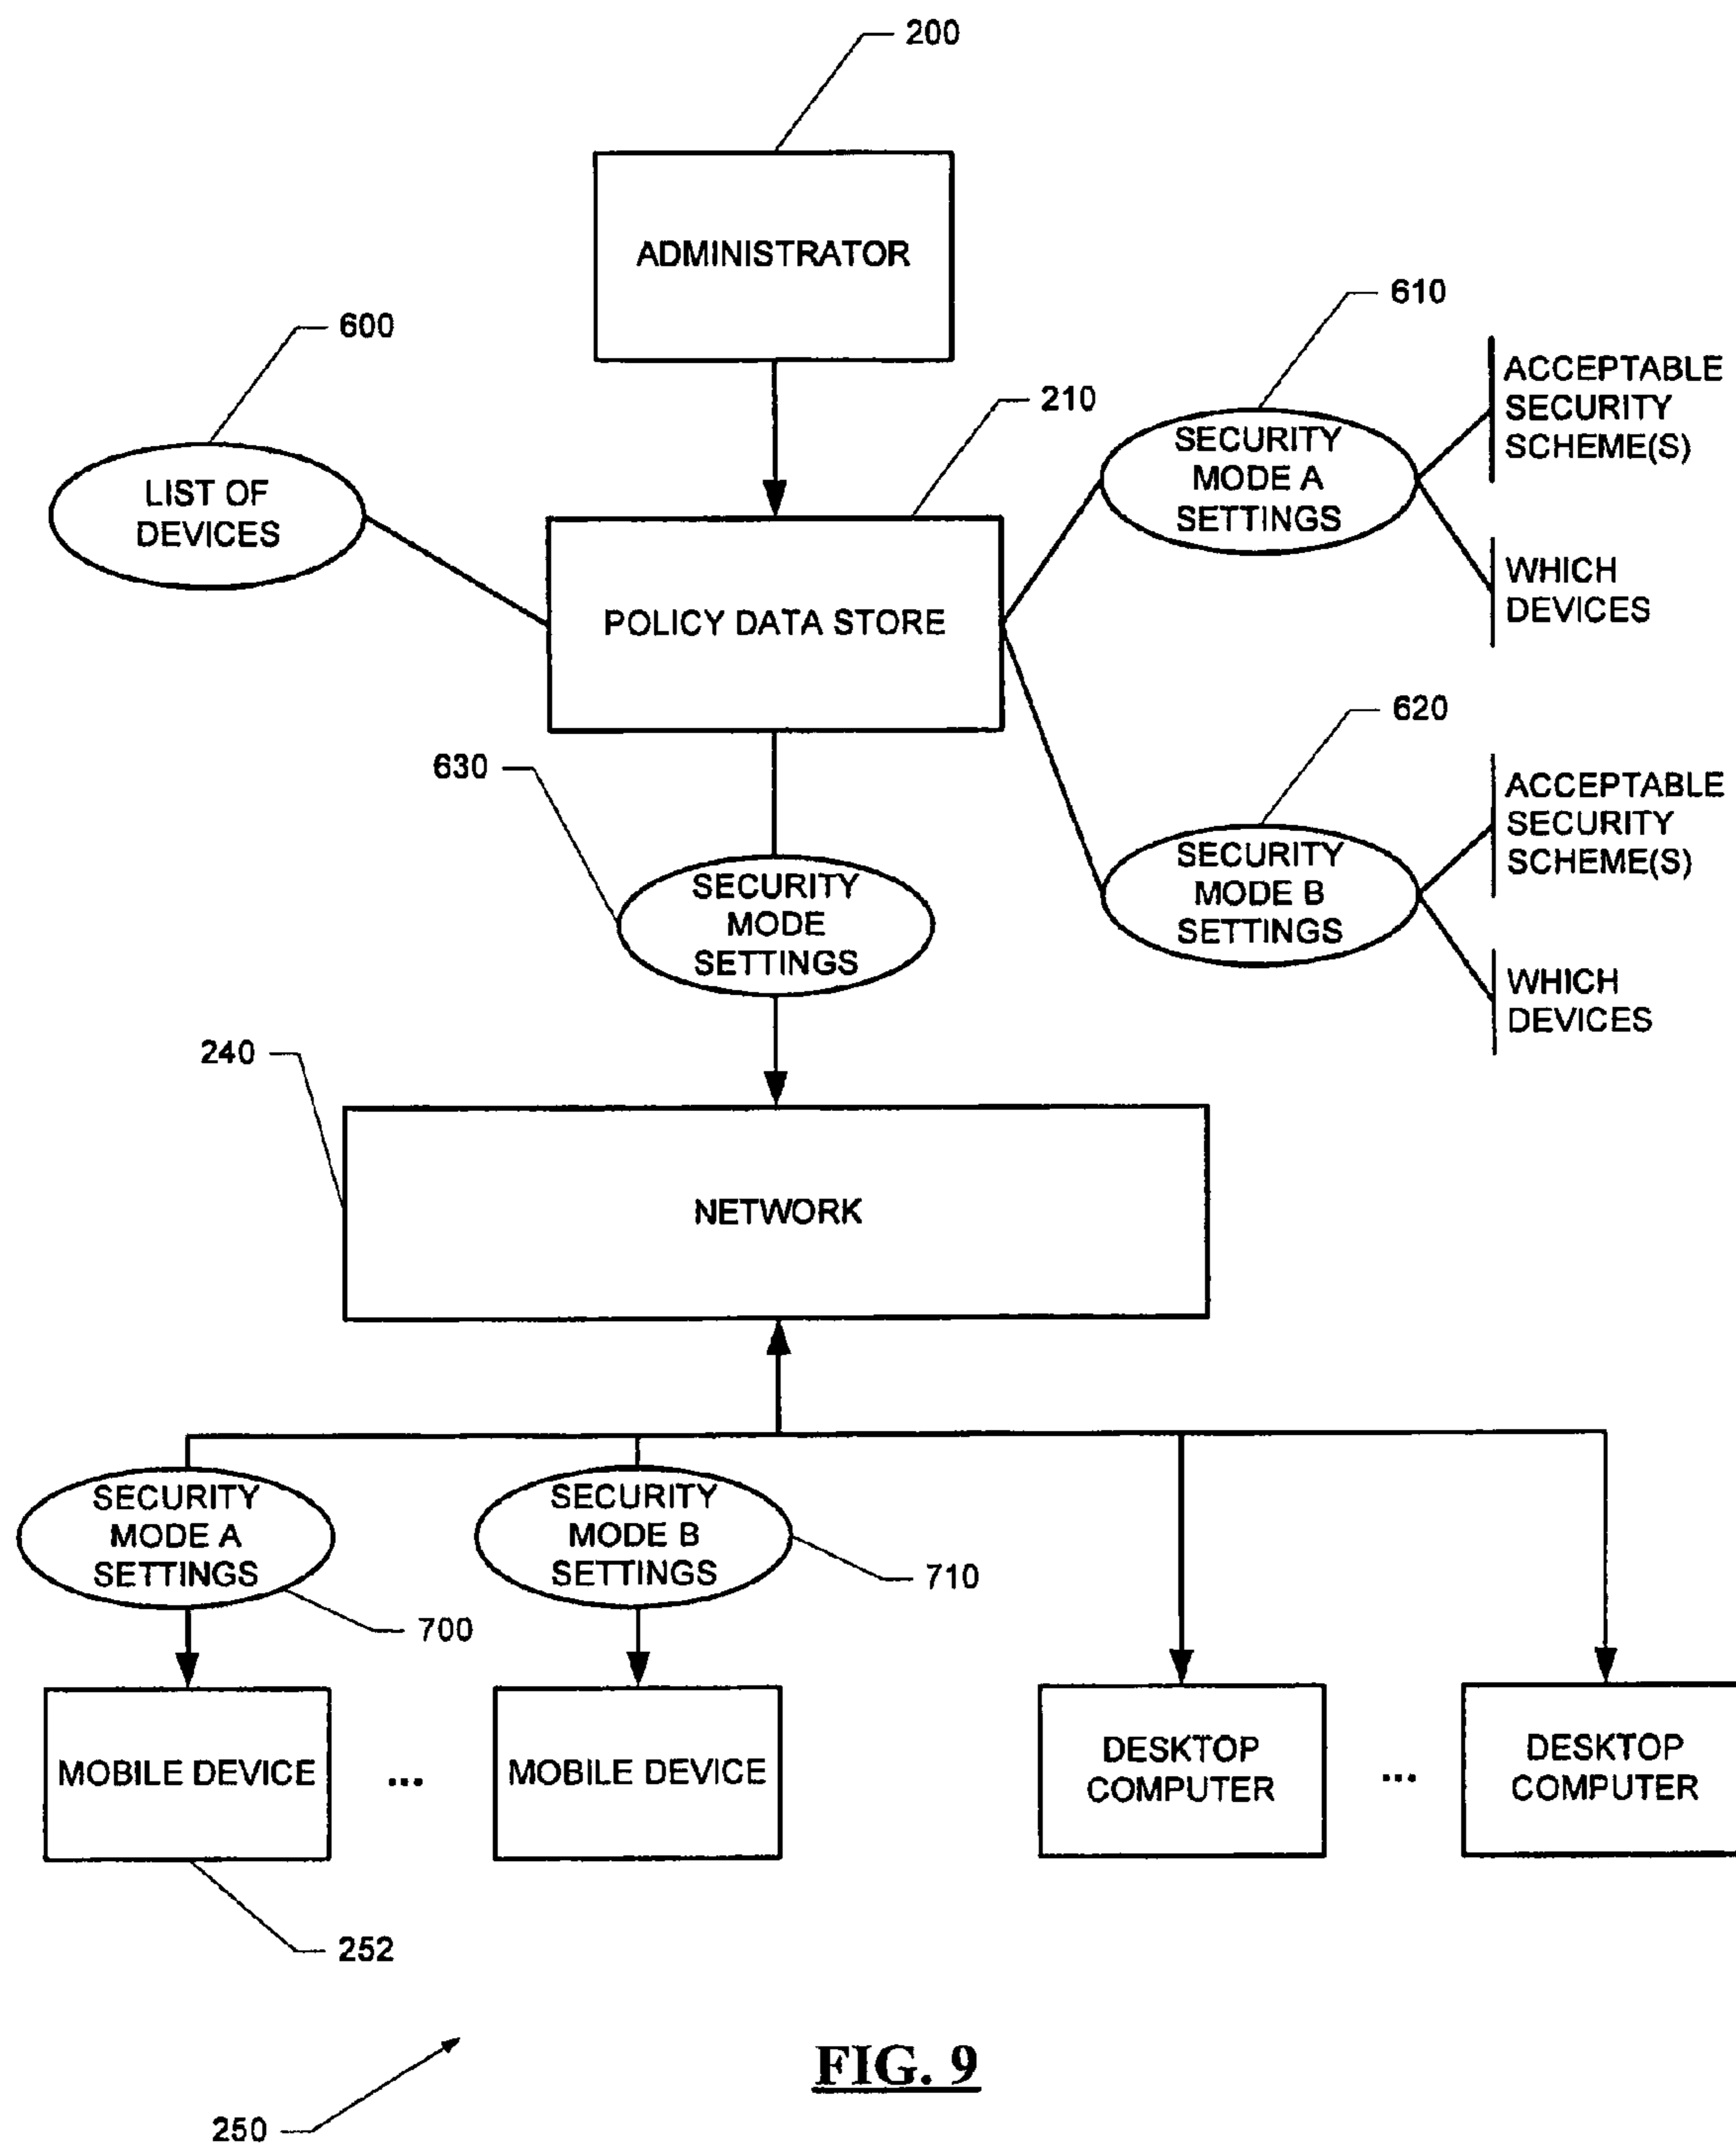 200
ADMINISTRATOR
600
LIST OF
DEVICES
210
POLICY DATA STORE
610
SECURITY
MODE A
SETTINGS
ACCEPTABLE
SECURITY
SCHEME(S)
WHICH
DEVICES
620
SECURITY
MODE B
SETTINGS
ACCEPTABLE
SECURITY
SCHEME(S)
WHICH
DEVICES
630
SECURITY
MODE
SETTINGS
240
NETWORK
SECURITY
MODE A
SETTINGS
700
SECURITY
MODE B
SETTINGS
710
MOBILE DEVICE
...
MOBILE DEVICE
DESKTOP
COMPUTER
...
DESKTOP
COMPUTER
252
250
FIG. 9